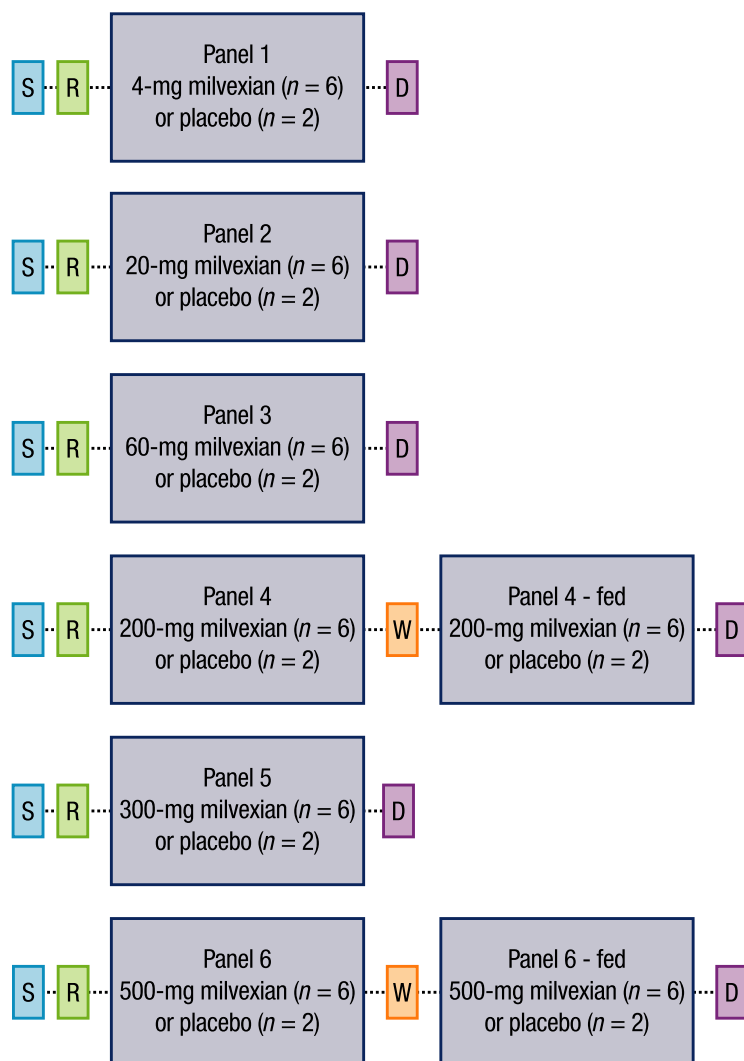 S
R
Panel 1
4-mg milvexian (n = 6)
or placebo (n = 2)
D
S
R
Panel 2
20-mg milvexian (n = 6)
or placebo (n = 2)
D
S
R
Panel 3
60-mg milvexian (n = 6)
or placebo (n = 2)
D
S
R
Panel 4
200-mg milvexian (n = 6)
or placebo (n = 2)
W
Panel 4 - fed
200-mg milvexian (n = 6)
or placebo (n = 2)
D
S
R
Panel 5
300-mg milvexian (n = 6)
or placebo (n = 2)
D
S
R
Panel 6
500-mg milvexian (n = 6)
or placebo (n = 2)
W
Panel 6 - fed
500-mg milvexian (n = 6)
or placebo (n = 2)
D